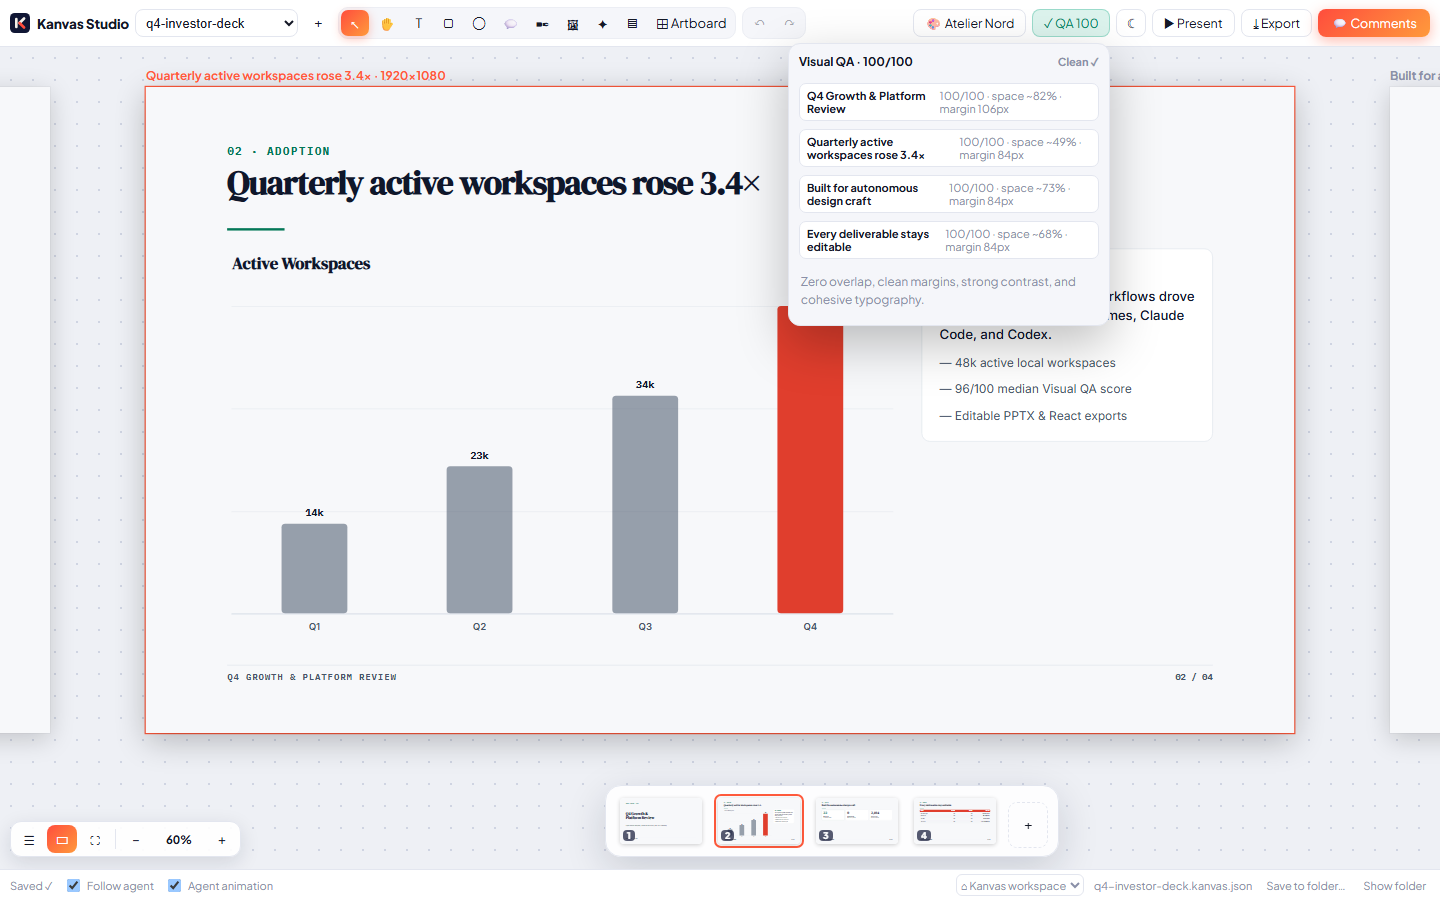 Kanvas Studio
q4-investor-deck
+
T
Artboard
Atelier Nord
✓ QA 100
Present
Export
Comments
Quarterly active workspaces rose 3.4× · 1920×1080
Built for
Visual QA · 100/100
Clean ✓
Q4 Growth & Platform Review
100/100 · space ~82% · margin 106px
Quarterly active workspaces rose 3.4×
100/100 · space ~49% · margin 84px
Built for autonomous design craft
100/100 · space ~73% · margin 84px
Every deliverable stays editable
100/100 · space ~68% · margin 84px
Zero overlap, clean margins, strong contrast, and
cohesive typography.
02 · ADOPTION
Quarterly active workspaces rose 3.4×
Active Workspaces
rkflows drove
mes, Claude
Code, and Codex.
— 48k active local workspaces
— 96/100 median Visual QA score
— Editable PPTX & React exports
34k
23k
14k
Q1
Q2
Q3
Q4
Q4 GROWTH & PLATFORM REVIEW
02 / 04
1
2
3
4
+
−
60%
+
Saved ✓
Follow agent
Agent animation
Kanvas workspace
q4-investor-deck.kanvas.json
Save to folder...
Show folder